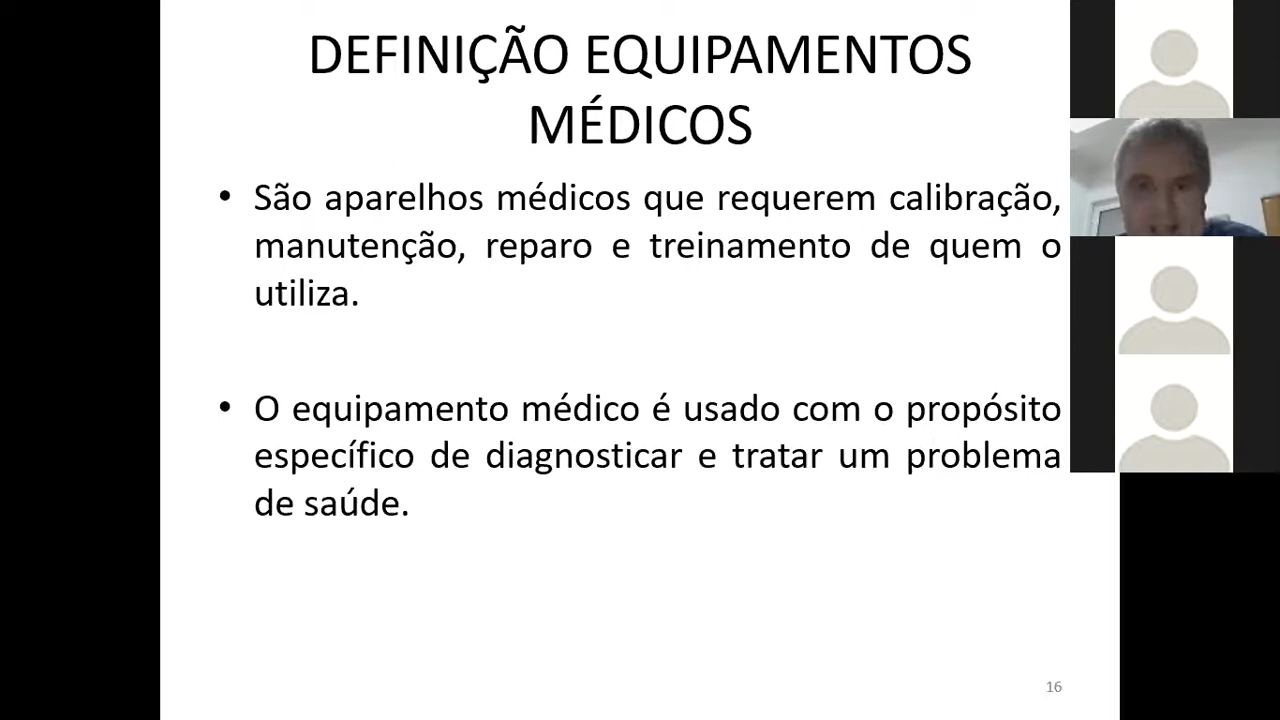 DEFINIÇÃO EQUIPAMENTOS
MÉDICOS
• São aparelhos médicos que requerem calibração,
manutenção, reparo e treinamento de quem o
utiliza.
• O equipamento médico é usado com o propósito
específico de diagnosticar e tratar um problema
de saúde.
16